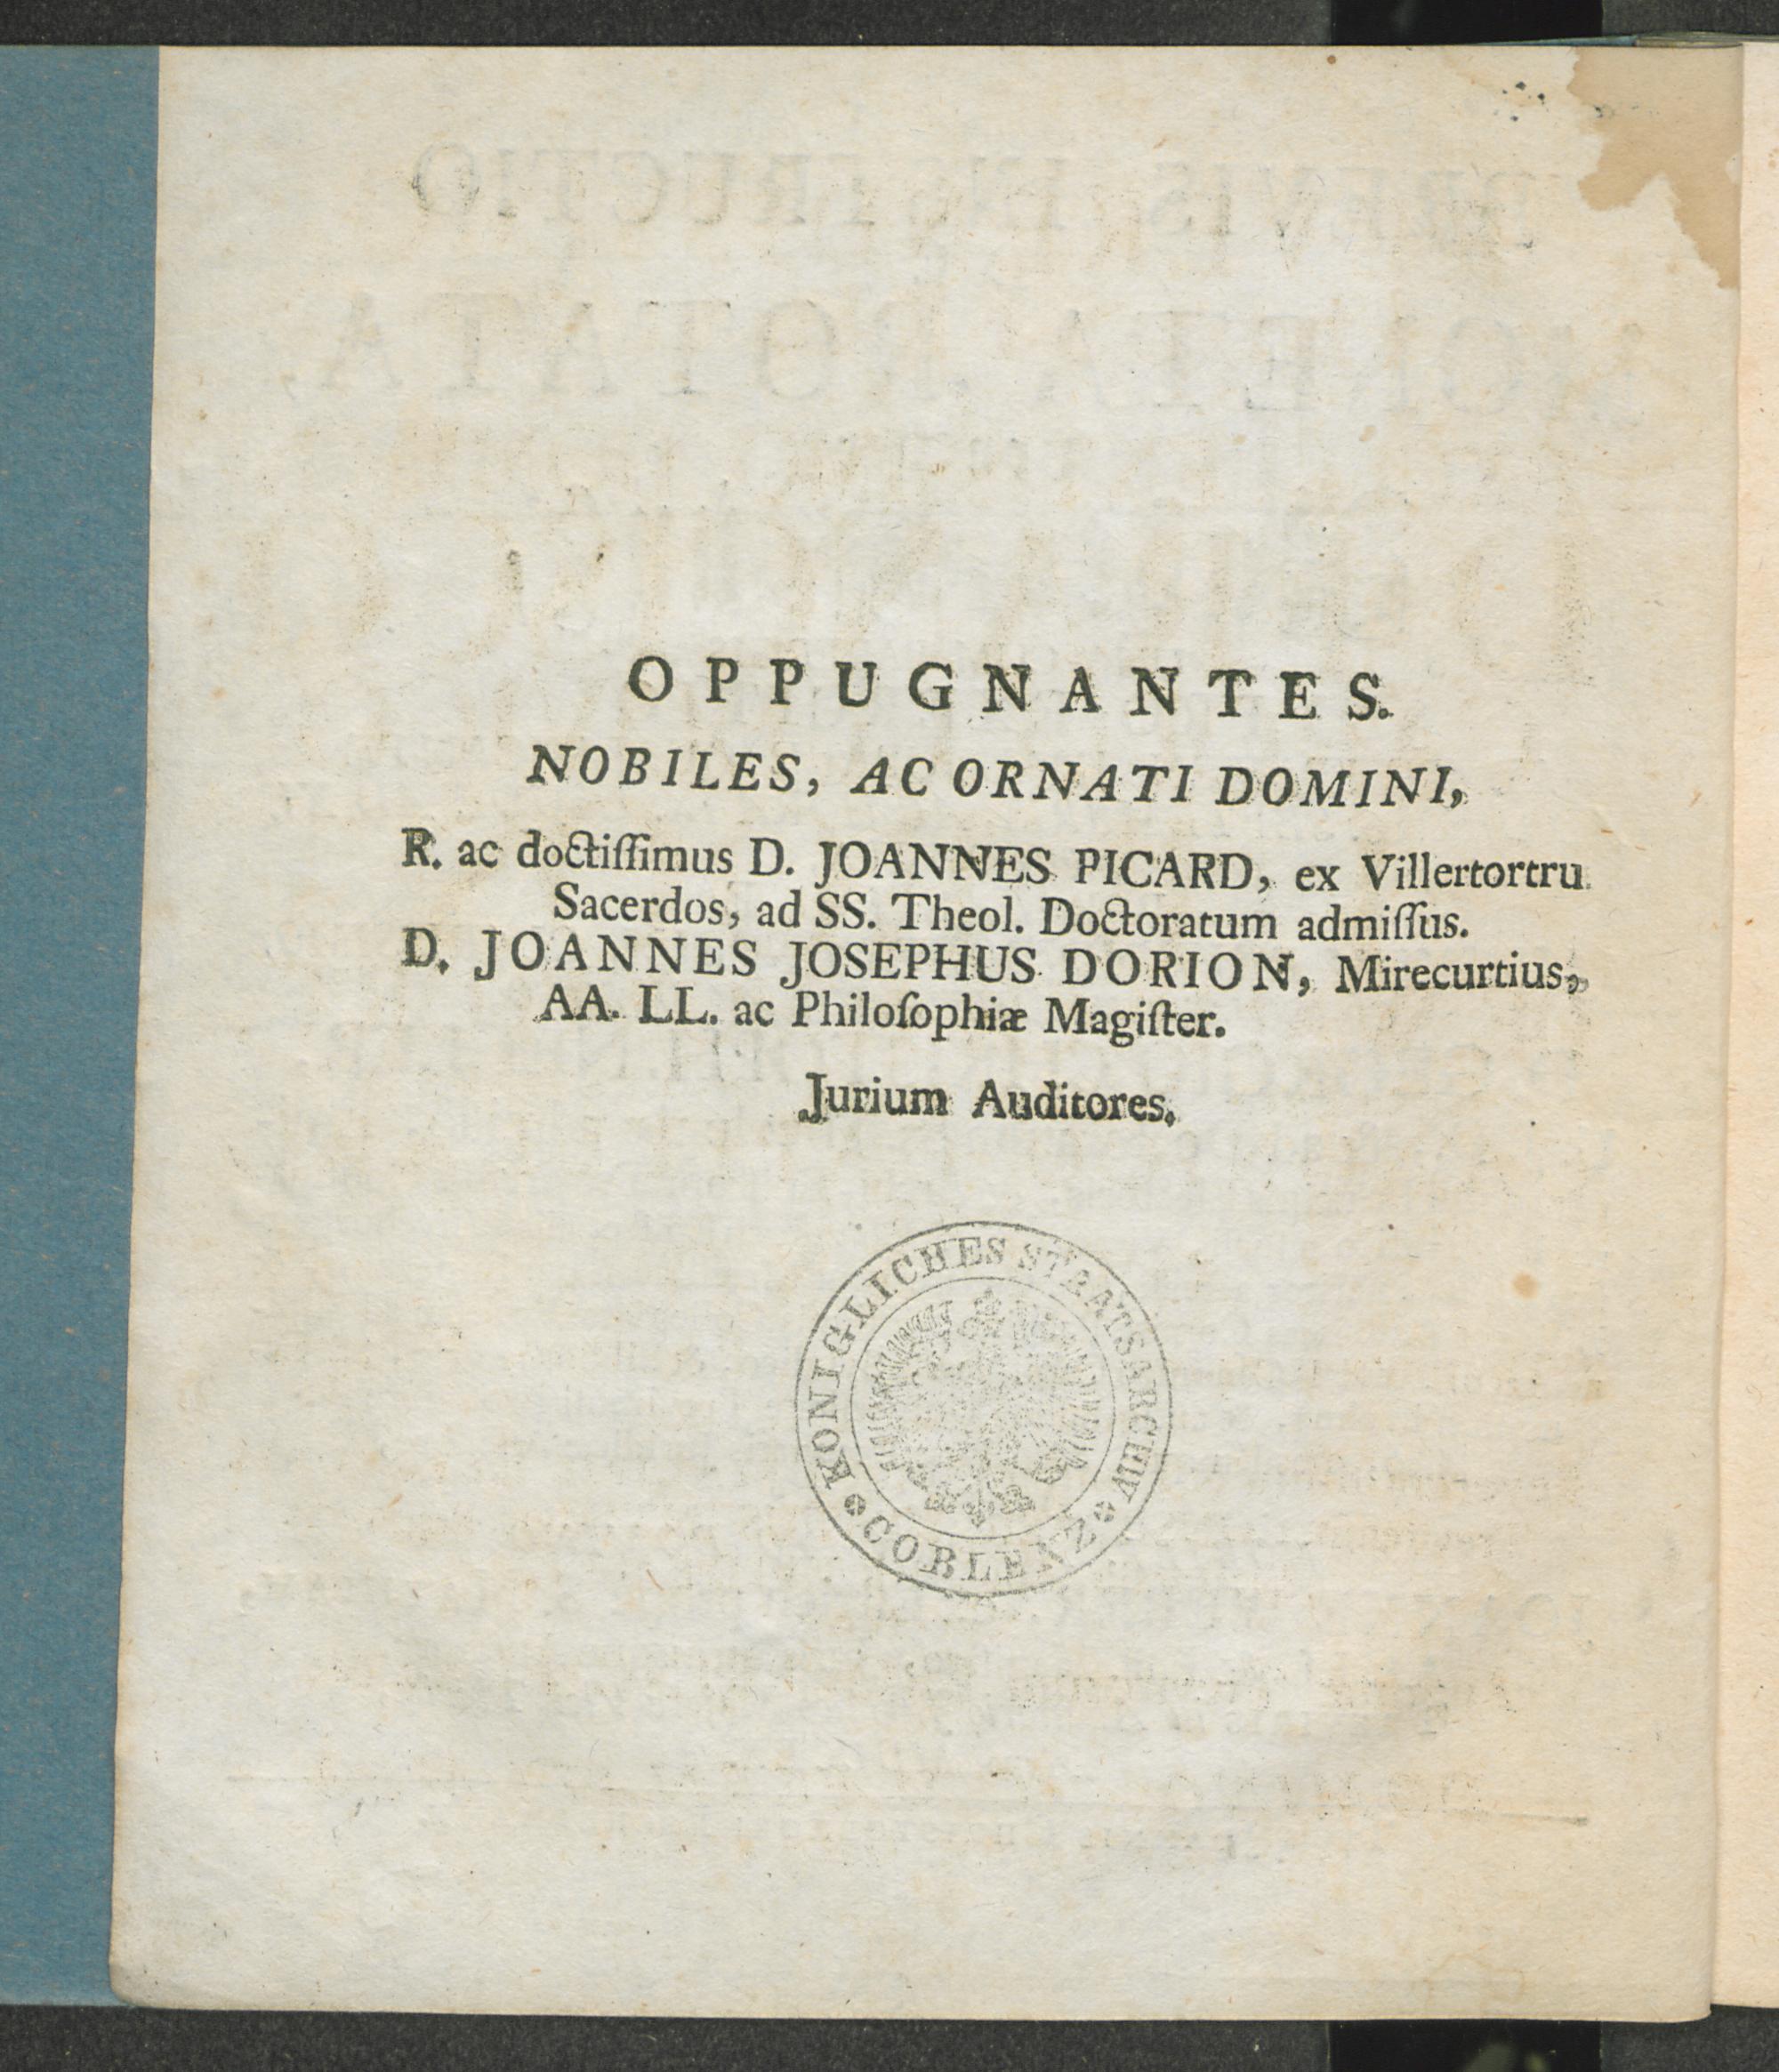 OPPUGNANTES.
NOBILES, AC ORNATI DOMINI,
R. ac doctiſſimus D. JOANNES PICARD, ex Villertortru
Sacerdos, ad SS. Theol. Doctoratum admiſſus.
D. JOANNES JOSEPHUS DORION, Mirecurtius,
AA. LL. ac Philoſophiæ Magiſter.
Jurium Auditores.
KONIGLICHES STAATSARCHIV
COBLENZ